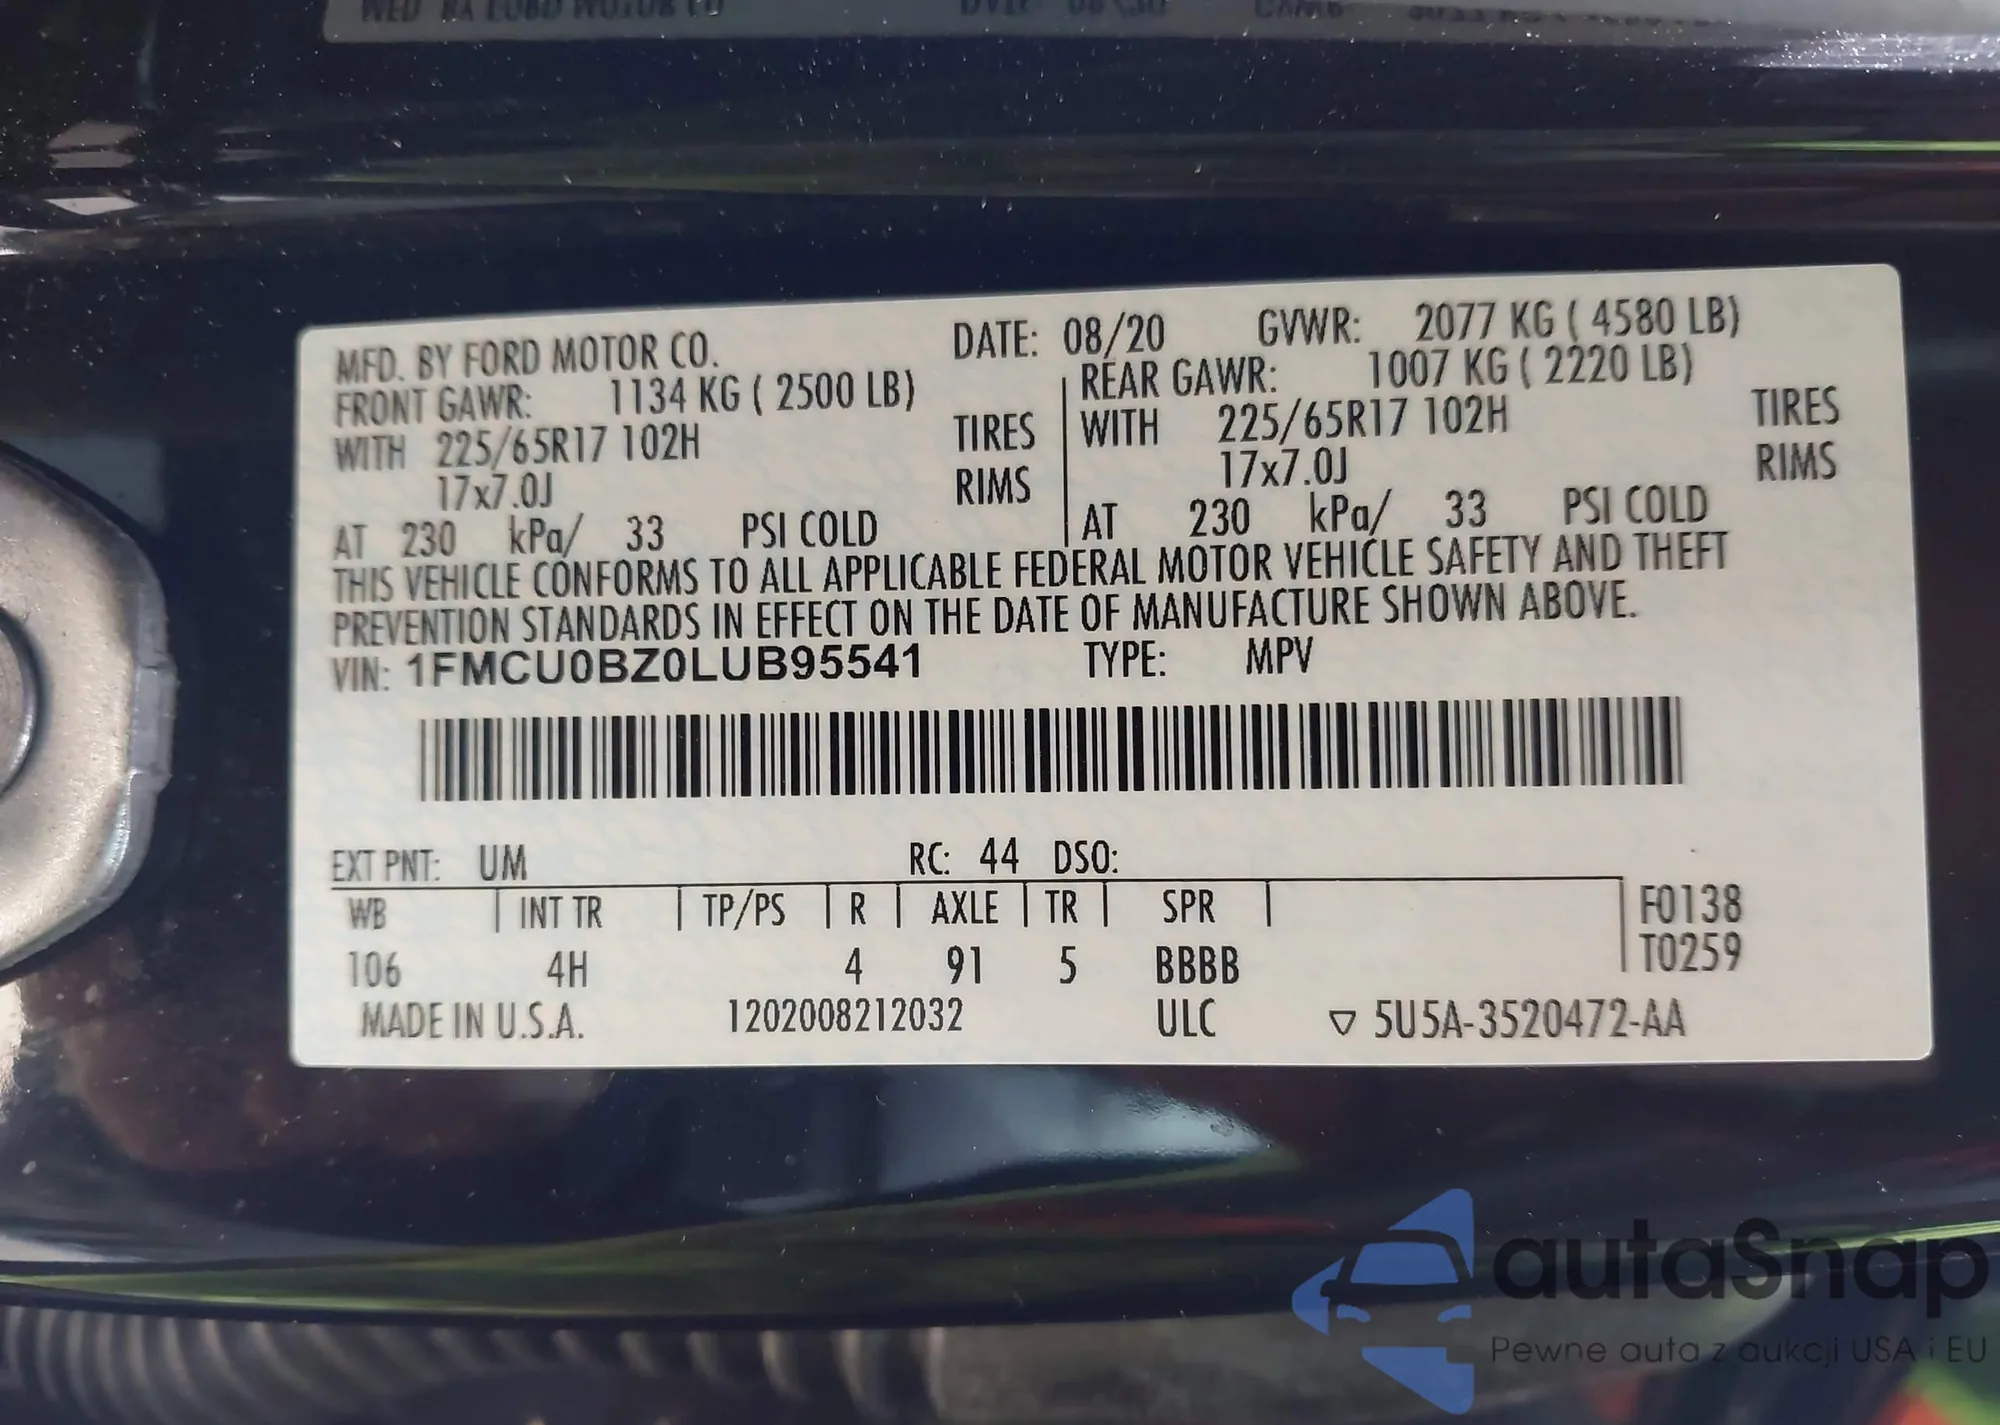 MFD. BY FORD MOTOR CO. DATE: 08/20 GVWR: 2077 KG ( 4580 LB)
FRONT GAWR: 1134 KG ( 2500 LB) REAR GAWR: 1007 KG ( 2220 LB)
WITH 225/65R17 102H TIRES WITH 225/65R17 102H TIRES
17x7.0J RIMS 17x7.0J RIMS
AT 230 kPa/ 33 PSI COLD AT 230 kPa/ 33 PSI COLD
THIS VEHICLE CONFORMS TO ALL APPLICABLE FEDERAL MOTOR VEHICLE SAFETY AND THEFT
PREVENTION STANDARDS IN EFFECT ON THE DATE OF MANUFACTURE SHOWN ABOVE.
VIN: 1FMCU0BZ0LUB95541 TYPE: MPV
EXT PNT: UM RC: 44 DSO:
WB INT TR TP/PS R AXLE TR SPR F0138
106 4H 4 91 5 BBBB T0259
MADE IN U.S.A. 1202008212032 ULC ▽ 5U5A-3520472-AA
autoSnap
Pewne auta z aukcji USA i EU